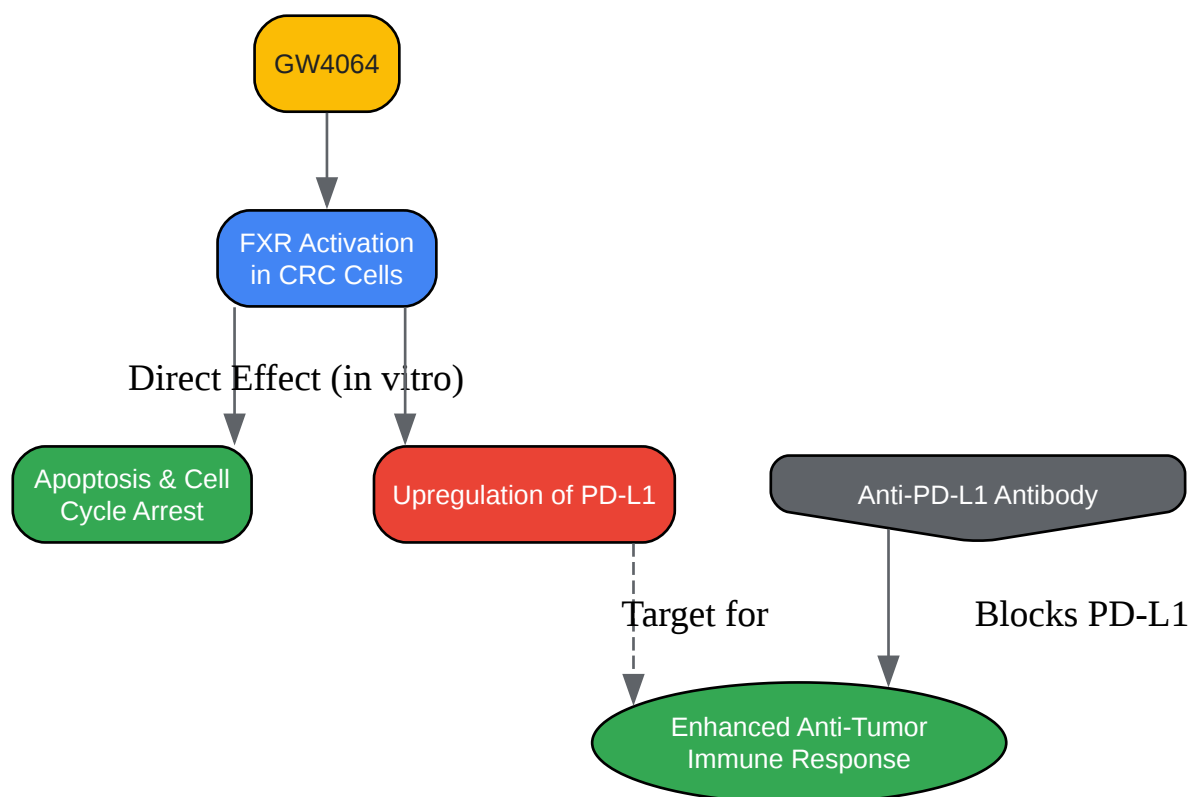 GW4064
FXR Activation
in CRC Cells
Direct Effect (in vitro)
Apoptosis & Cell
Cycle Arrest
Upregulation of PD-L1
Anti-PD-L1 Antibody
Target for
Blocks PD-L1
Enhanced Anti-Tumor
Immune Response